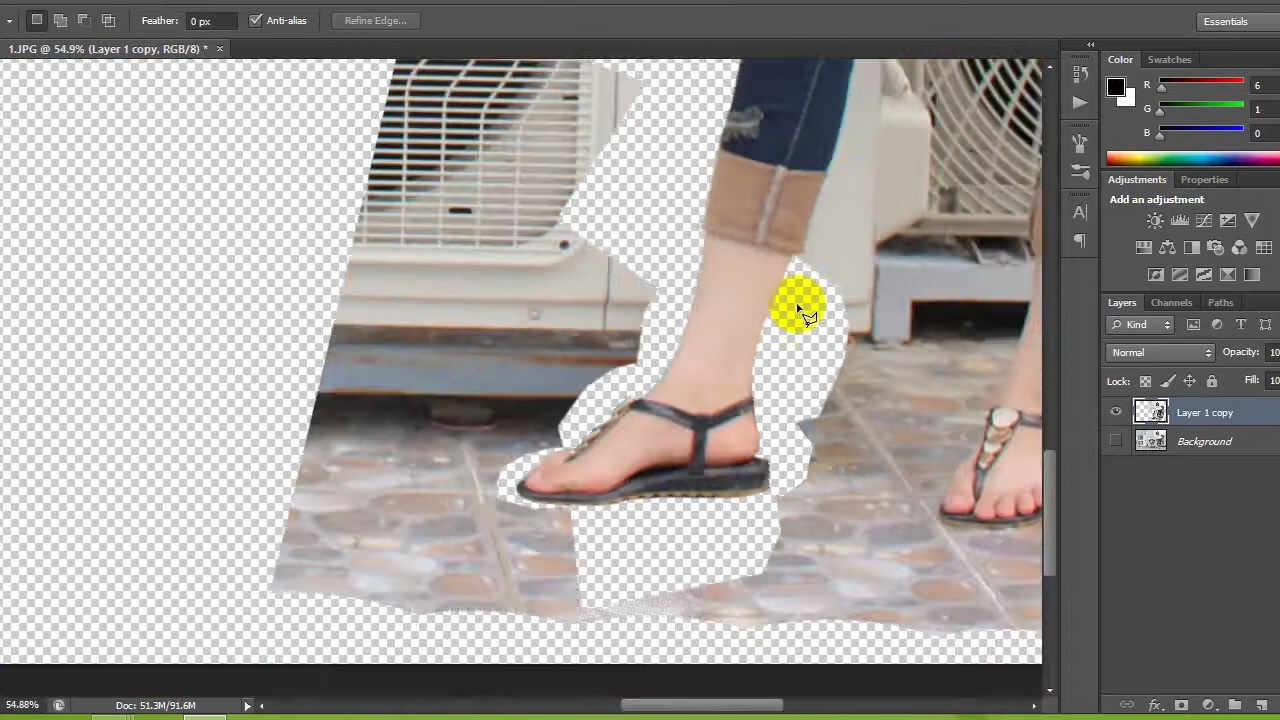 Feather: 0 px Anti-alias Refine Edge... Essentials
1.JPG @ 54.9% (Layer 1 copy, RGB/8) * ×
Color Swatches
R 6
G 1
B 0
Adjustments Properties
Add an adjustment
Layers Channels Paths
Kind
Normal Opacity: 10
Lock: Fill: 10
Layer 1 copy
Background
54.88% Doc: 51.3M/91.6M